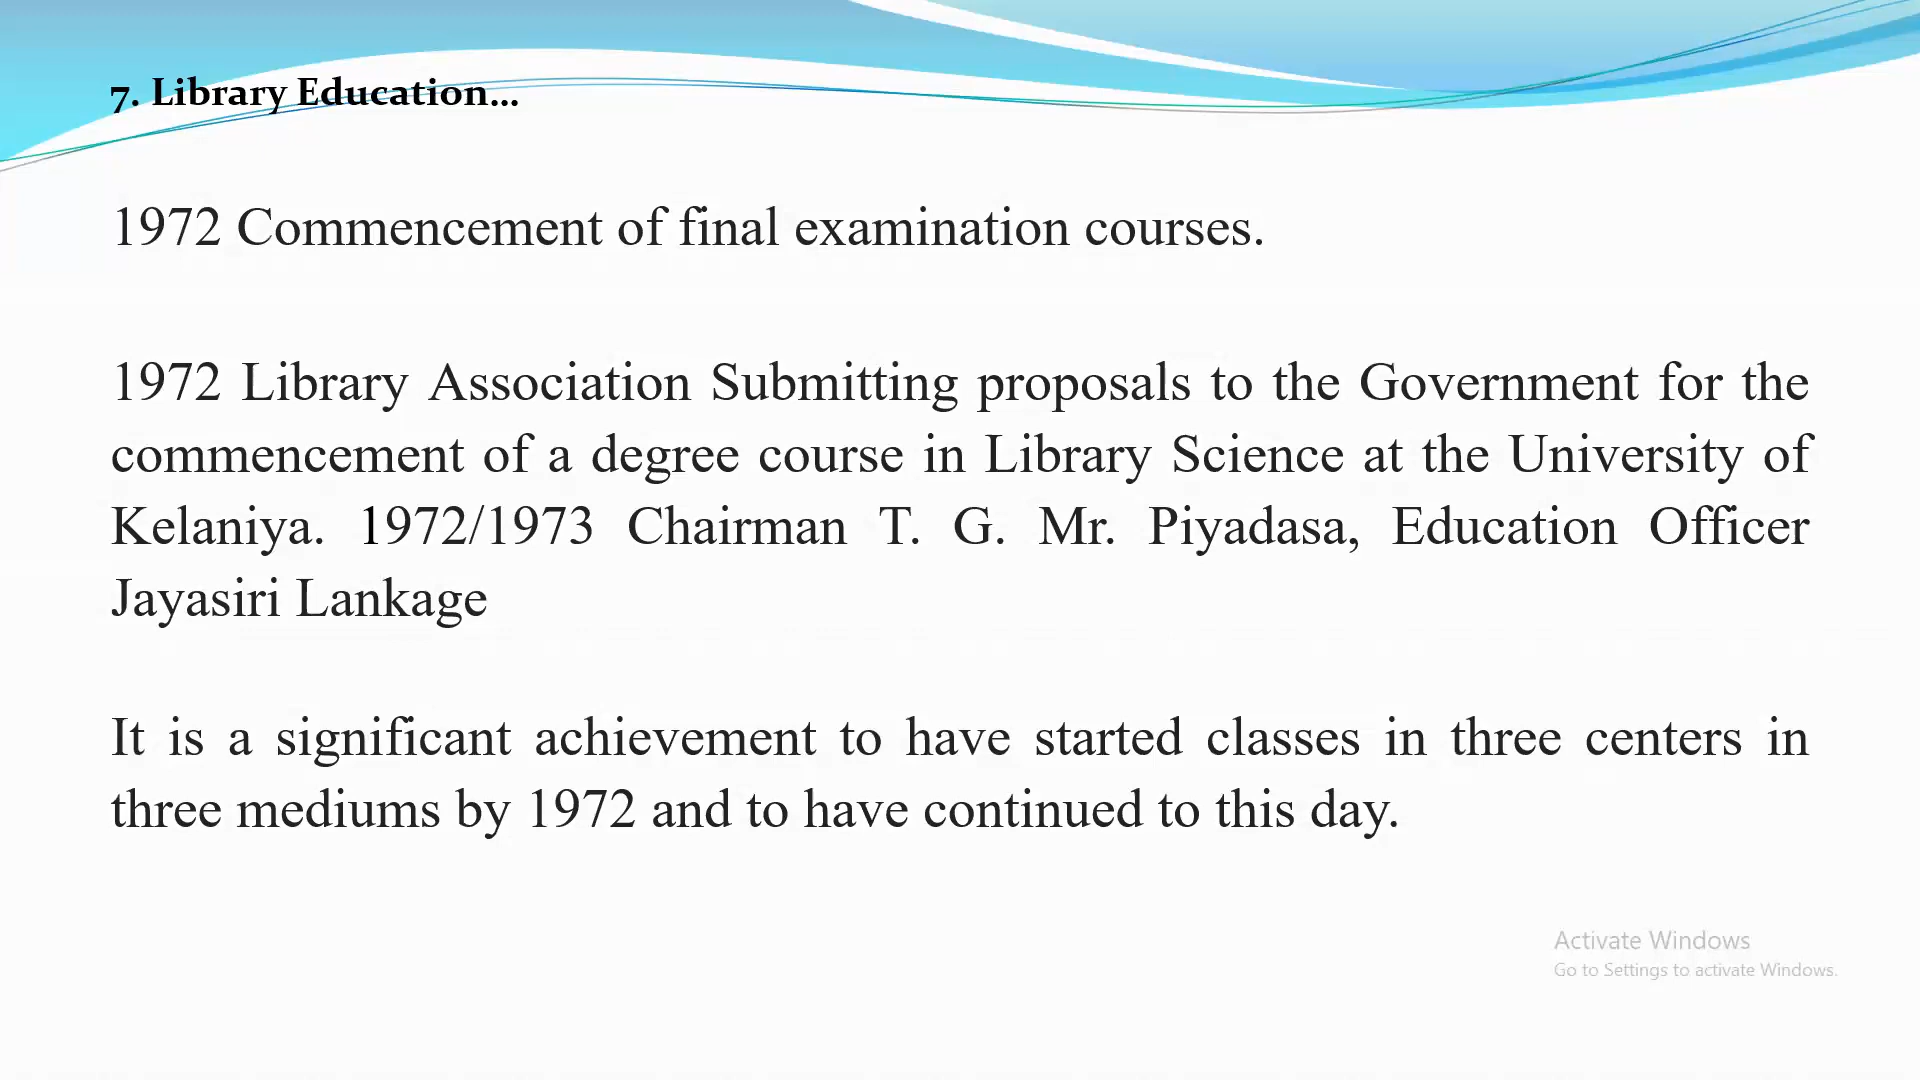 7. Library Education...
1972 Commencement of final examination courses.
1972 Library Association Submitting proposals to the Government for the
commencement of a degree course in Library Science at the University of
Kelaniya. 1972/1973 Chairman T. G. Mr. Piyadasa, Education Officer
Jayasiri Lankage
It is a significant achievement to have started classes in three centers in
three mediums by 1972 and to have continued to this day.
Activate Windows
Go to Settings to activate Windows.